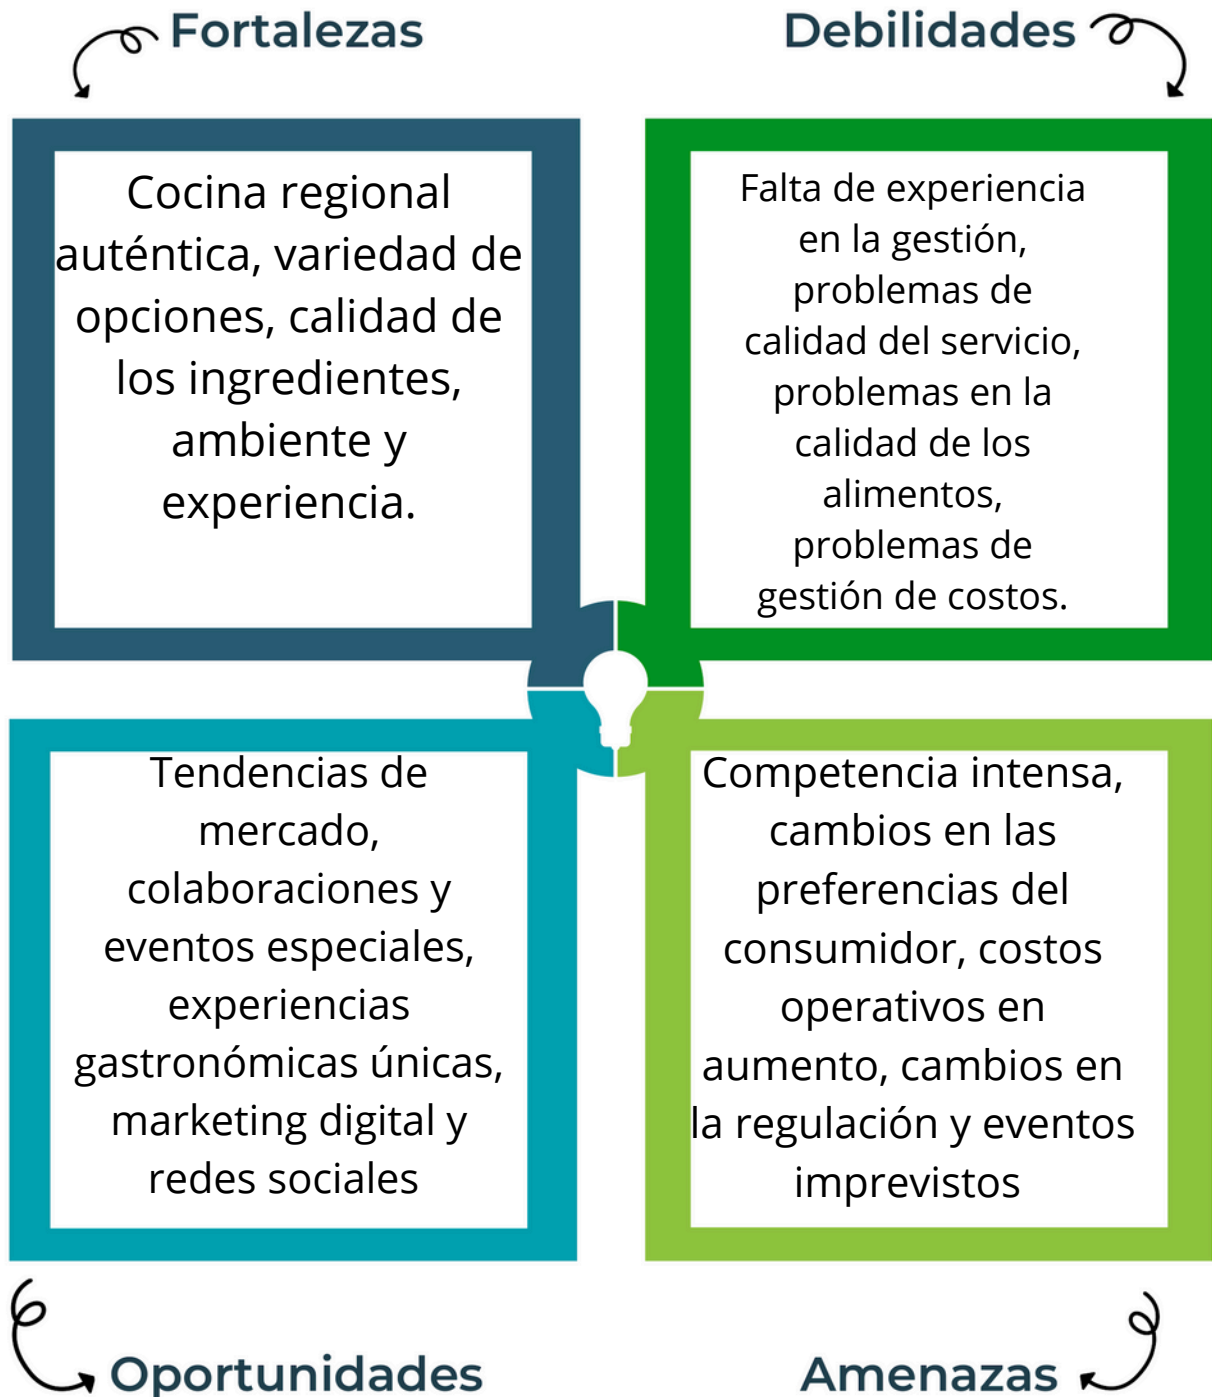 Fortalezas
Cocina regional
auténtica, variedad de
opciones, calidad de
los ingredientes,
ambiente y
experiencia.
Debilidades
Falta de experiencia
en la gestión,
problemas de
calidad del servicio,
problemas en la
calidad de los
alimentos,
problemas de
gestión de costos.
Tendencias de
mercado,
colaboraciones y
eventos especiales,
experiencias
gastronómicas únicas,
marketing digital y
redes sociales
Oportunidades
Competencia intensa,
cambios en las
preferencias del
consumidor, costos
operativos en
aumento, cambios en
la regulación y eventos
imprevistos
Amenazas